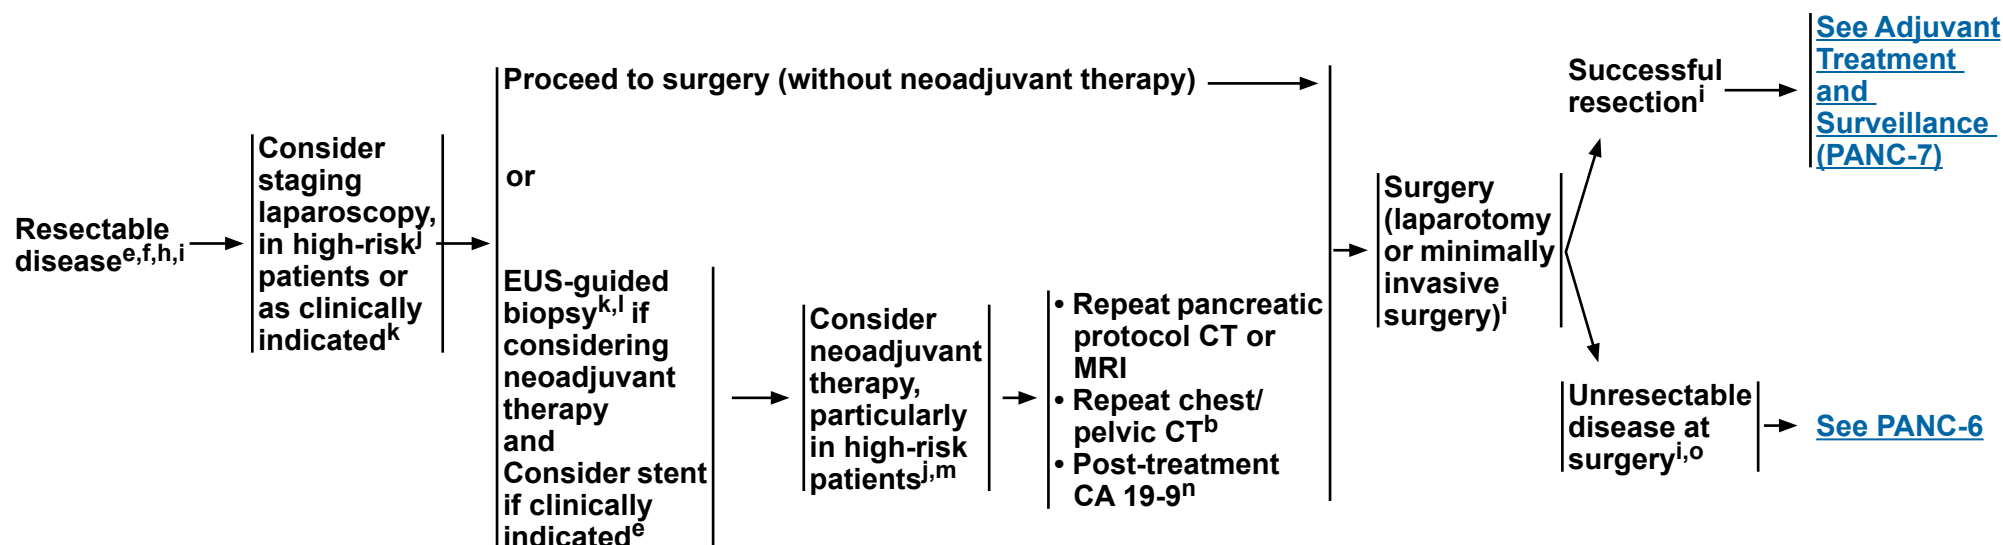 Resectable
disease^e,f,h,i
Consider
staging
laparoscopy,
in high-risk^j
patients or
as clinically
indicated^k
Proceed to surgery (without neoadjuvant therapy)
or
EUS-guided
biopsy^k,l if
considering
neoadjuvant
therapy
and
Consider stent
if clinically
indicated^e
Consider
neoadjuvant
therapy,
particularly
in high-risk
patients^j,m
• Repeat pancreatic
protocol CT or
MRI
• Repeat chest/
pelvic CT^b
• Post-treatment
CA 19-9^n
Surgery
(laparotomy
or minimally
invasive
surgery)^i
Successful
resection^i
See Adjuvant
Treatment
and
Surveillance
(PANC-7)
Unresectable
disease at
surgery^i,o
See PANC-6